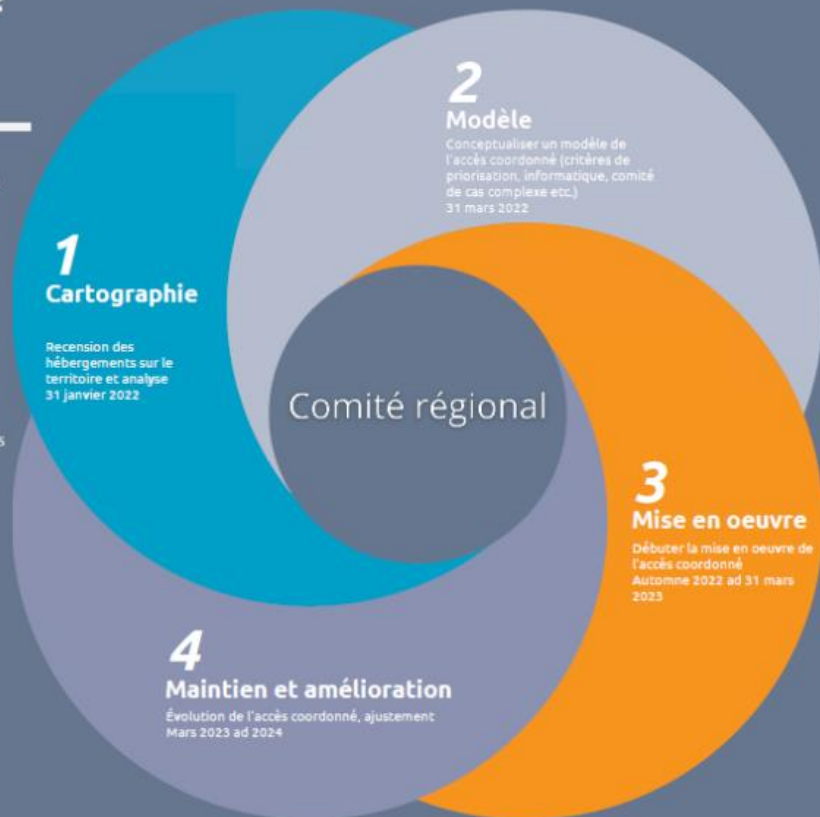 1
Cartographie
Recension des
hébergements sur le
territoire et analyse
31 janvier 2022
2
Modèle
Conceptualiser un modèle de
l'accès coordonné (critères de
priorisation, informatique, comité
de cas complexe etc.)
31 mars 2022
Comité régional
3
Mise en oeuvre
Débuter la mise en oeuvre de
l'accès coordonné
Automne 2022 ad 31 mars
2023
4
Maintien et amélioration
Évolution de l'accès coordonné, ajustement
Mars 2023 ad 2024